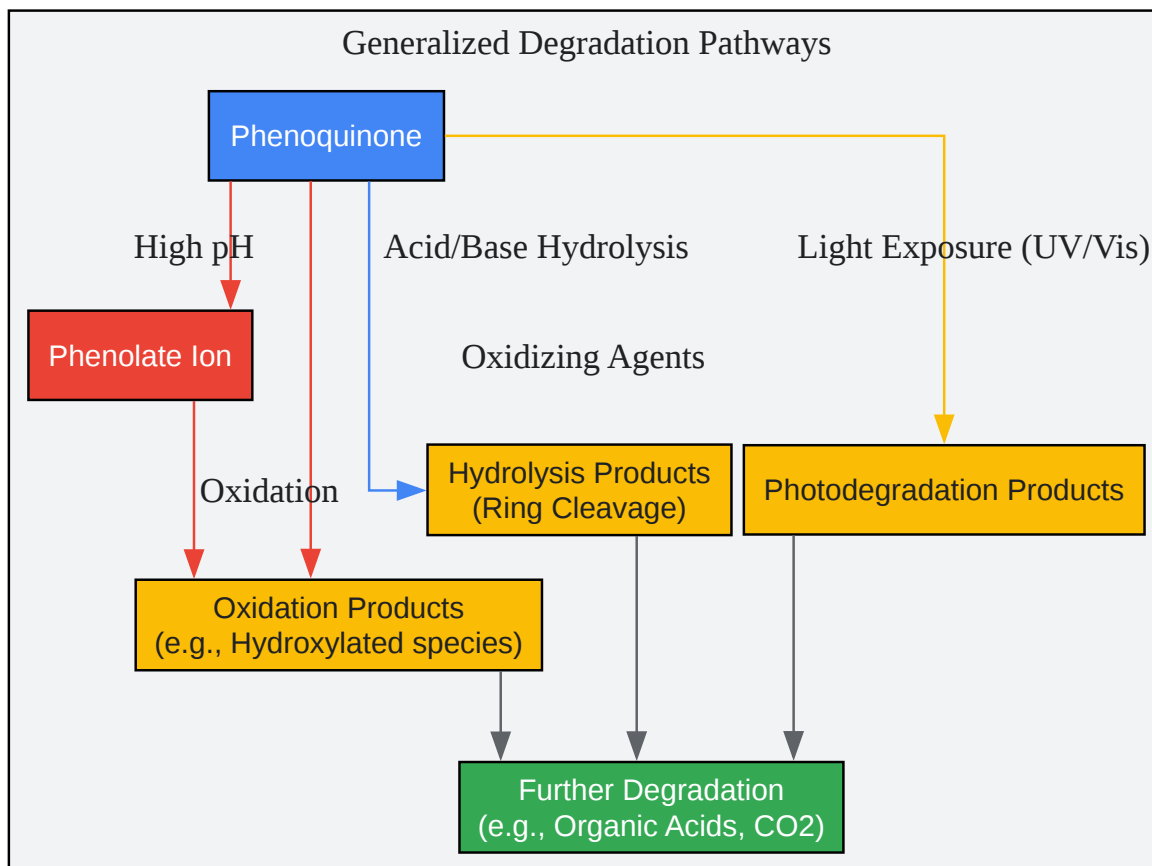 Generalized Degradation Pathways
Phenoquinone
High pH
Acid/Base Hydrolysis
Light Exposure (UV/Vis)
Phenolate Ion
Oxidizing Agents
Oxidation
Hydrolysis Products
(Ring Cleavage)
Photodegradation Products
Oxidation Products
(e.g., Hydroxylated species)
Further Degradation
(e.g., Organic Acids, CO2)